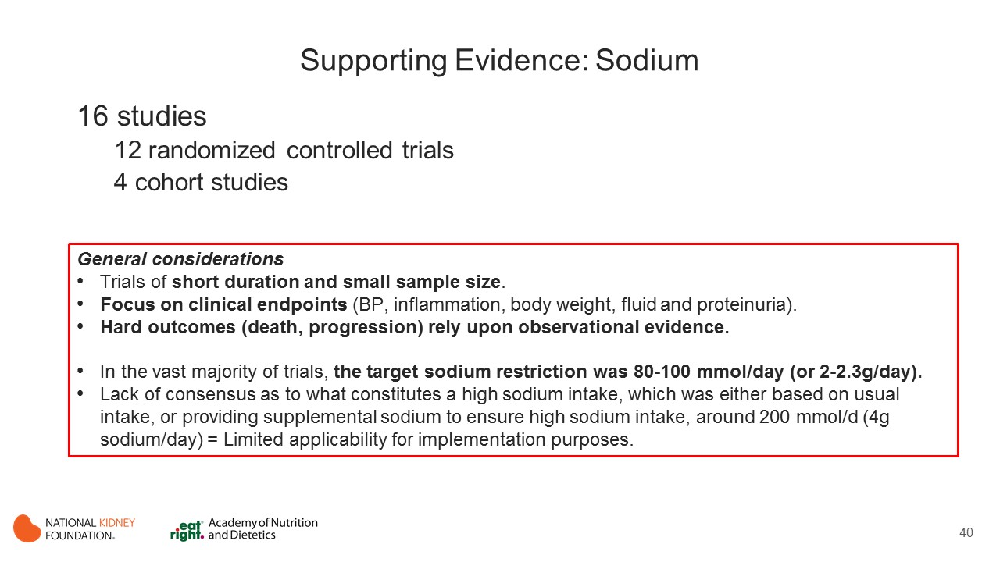 Supporting Evidence: Sodium
16 studies
12 randomized controlled trials
4 cohort studies
General considerations
• Trials of short duration and small sample size.
• Focus on clinical endpoints (BP, inflammation, body weight, fluid and proteinuria).
• Hard outcomes (death, progression) rely upon observational evidence.
• In the vast majority of trials, the target sodium restriction was 80-100 mmol/day (or 2-2.3g/day).
• Lack of consensus as to what constitutes a high sodium intake, which was either based on usual
intake, or providing supplemental sodium to ensure high sodium intake, around 200 mmol/d (4g
sodium/day) = Limited applicability for implementation purposes.
NATIONAL KIDNEY
FOUNDATION®
eat
right.
Academy of Nutrition
and Dietetics
40